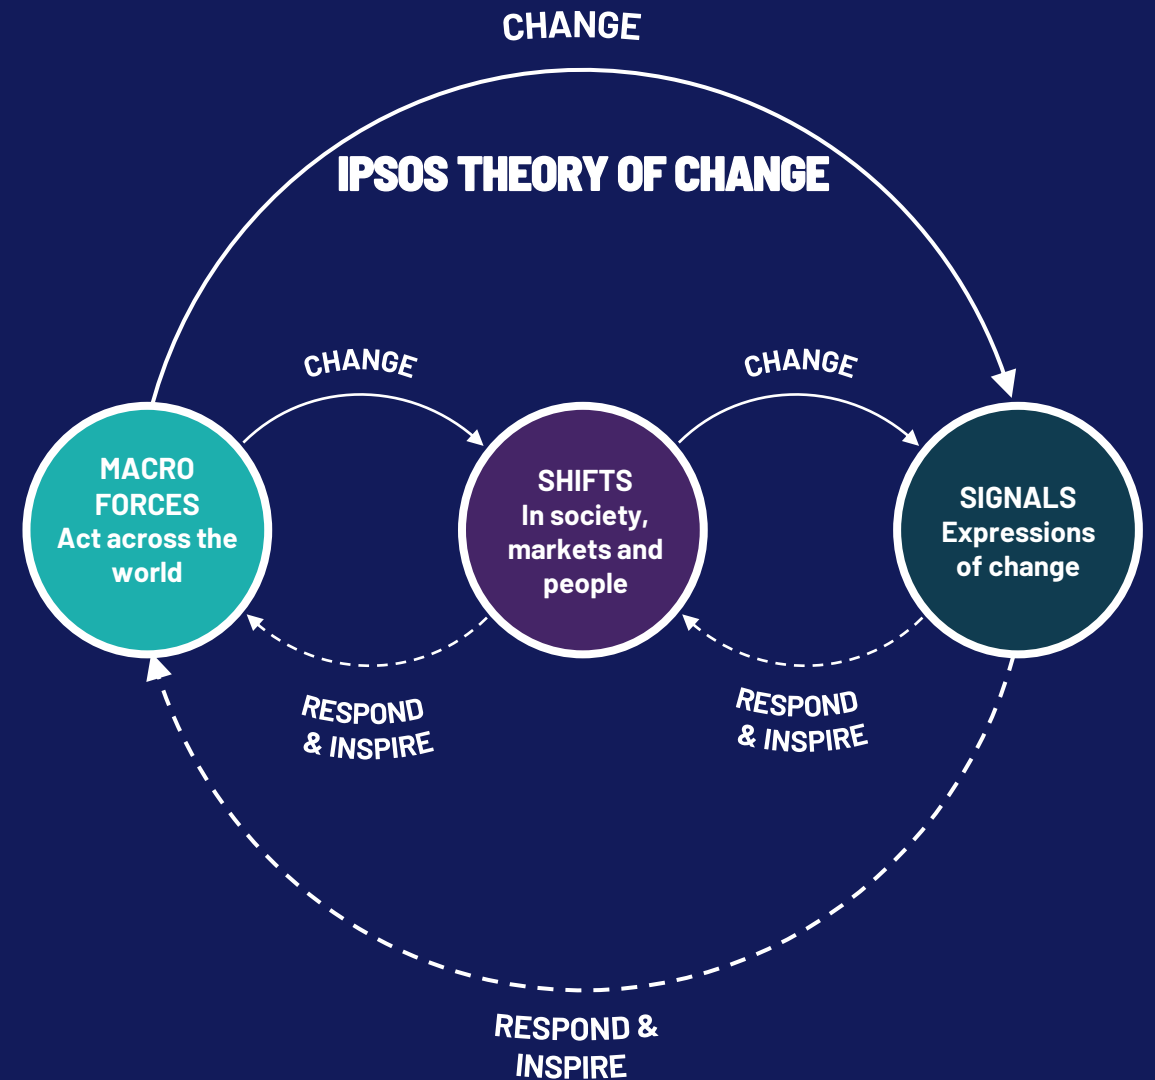 CHANGE
IPSOS THEORY OF CHANGE
CHANGE
CHANGE
MACRO
FORCES
Act across the
world
SHIFTS
In society,
markets and
people
SIGNALS
Expressions
of change
RESPOND
& INSPIRE
RESPOND
& INSPIRE
RESPOND &
INSPIRE